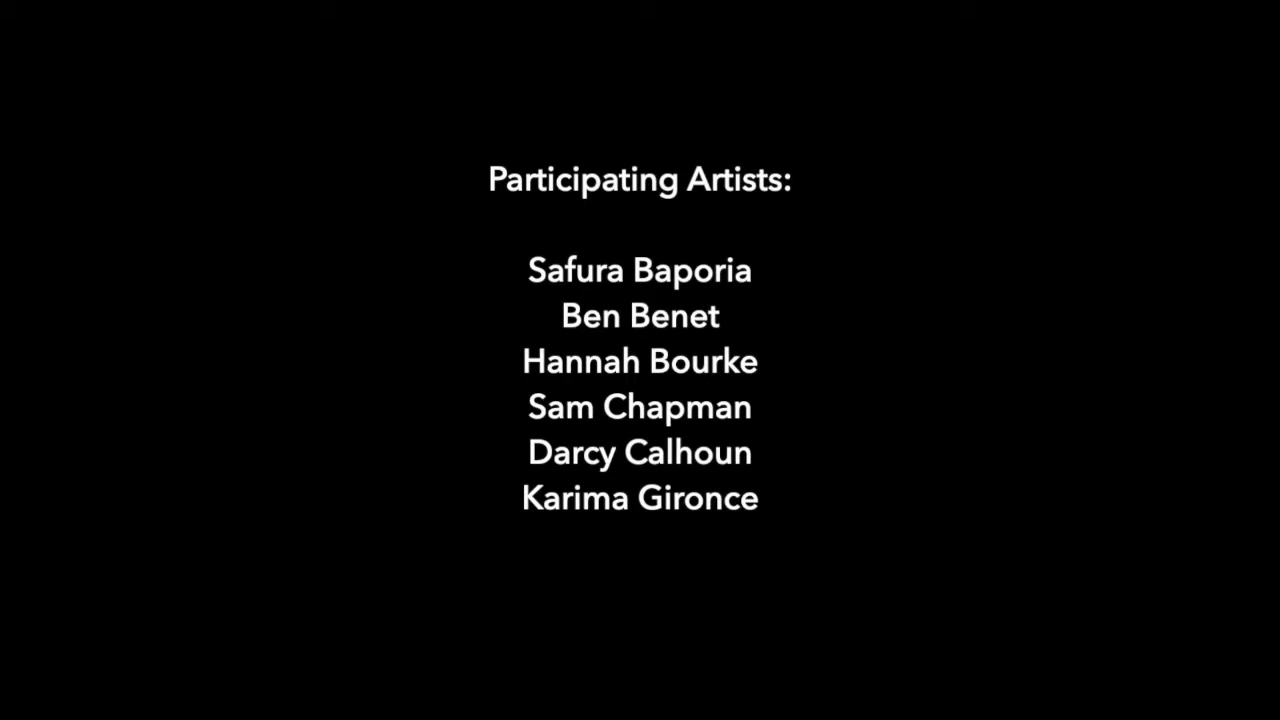 Participating Artists:
Safura Baporia
Ben Benet
Hannah Bourke
Sam Chapman
Darcy Calhoun
Karima Gironce